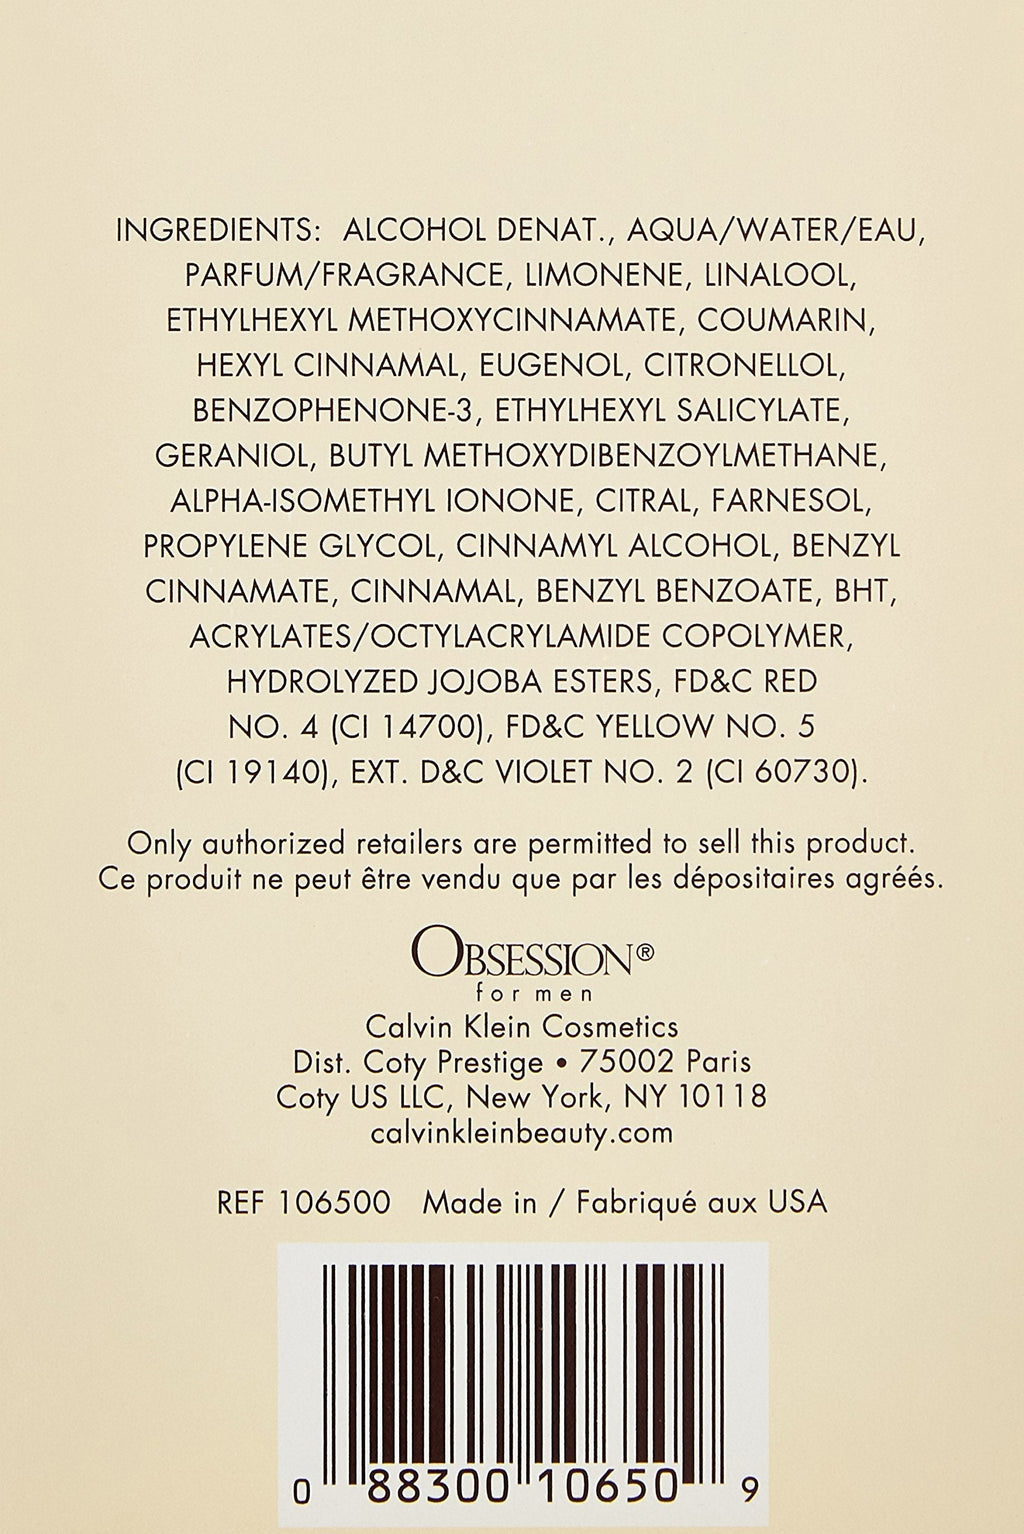 INGREDIENTS: ALCOHOL DENAT., AQUA/WATER/EAU,
PARFUM/FRAGRANCE, LIMONENE, LINALOOL,
ETHYLHEXYL METHOXYCINNAMATE, COUMARIN,
HEXYL CINNAMAL, EUGENOL, CITRONELLOL,
BENZOPHENONE-3, ETHYLHEXYL SALICYLATE,
GERANIOL, BUTYL METHOXYDIBENZOYLMETHANE,
ALPHA-ISOMETHYL IONONE, CITRAL, FARNESOL,
PROPYLENE GLYCOL, CINNAMYL ALCOHOL, BENZYL
CINNAMATE, CINNAMAL, BENZYL BENZOATE, BHT,
ACRYLATES/OCTYLACRYLAMIDE COPOLYMER,
HYDROLYZED JOJOBA ESTERS, FD&C RED
NO. 4 (CI 14700), FD&C YELLOW NO. 5
(CI 19140), EXT. D&C VIOLET NO. 2 (CI 60730).
Only authorized retailers are permitted to sell this product.
Ce produit ne peut être vendu que par les dépositaires agréés.
OBSESSION®
for men
Calvin Klein Cosmetics
Dist. Coty Prestige • 75002 Paris
Coty US LLC, New York, NY 10118
calvinkleinbeauty.com
REF 106500 Made in / Fabriqué aux USA
0 88300 10650 9